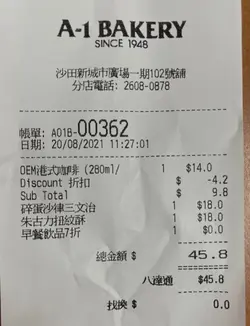 A-1 BAKERY
SINCE 1948
沙田新城市廣場一期102號舖
分店電話: 2608-0878
帳單: A01B-00362
日期: 20/08/2021 11:27:01
OEM港式咖啡 (280ml/ 1 $14.0
Discount 折扣 $ -4.2
Sub Total $ 9.8
碎蛋沙律三文治 1 $18.0
朱古力扭紋酥 1 $18.0
早餐飲品7折 1 $0.0
總金額 $ 45.8
八達通 $45.8
找換 $ 0.0